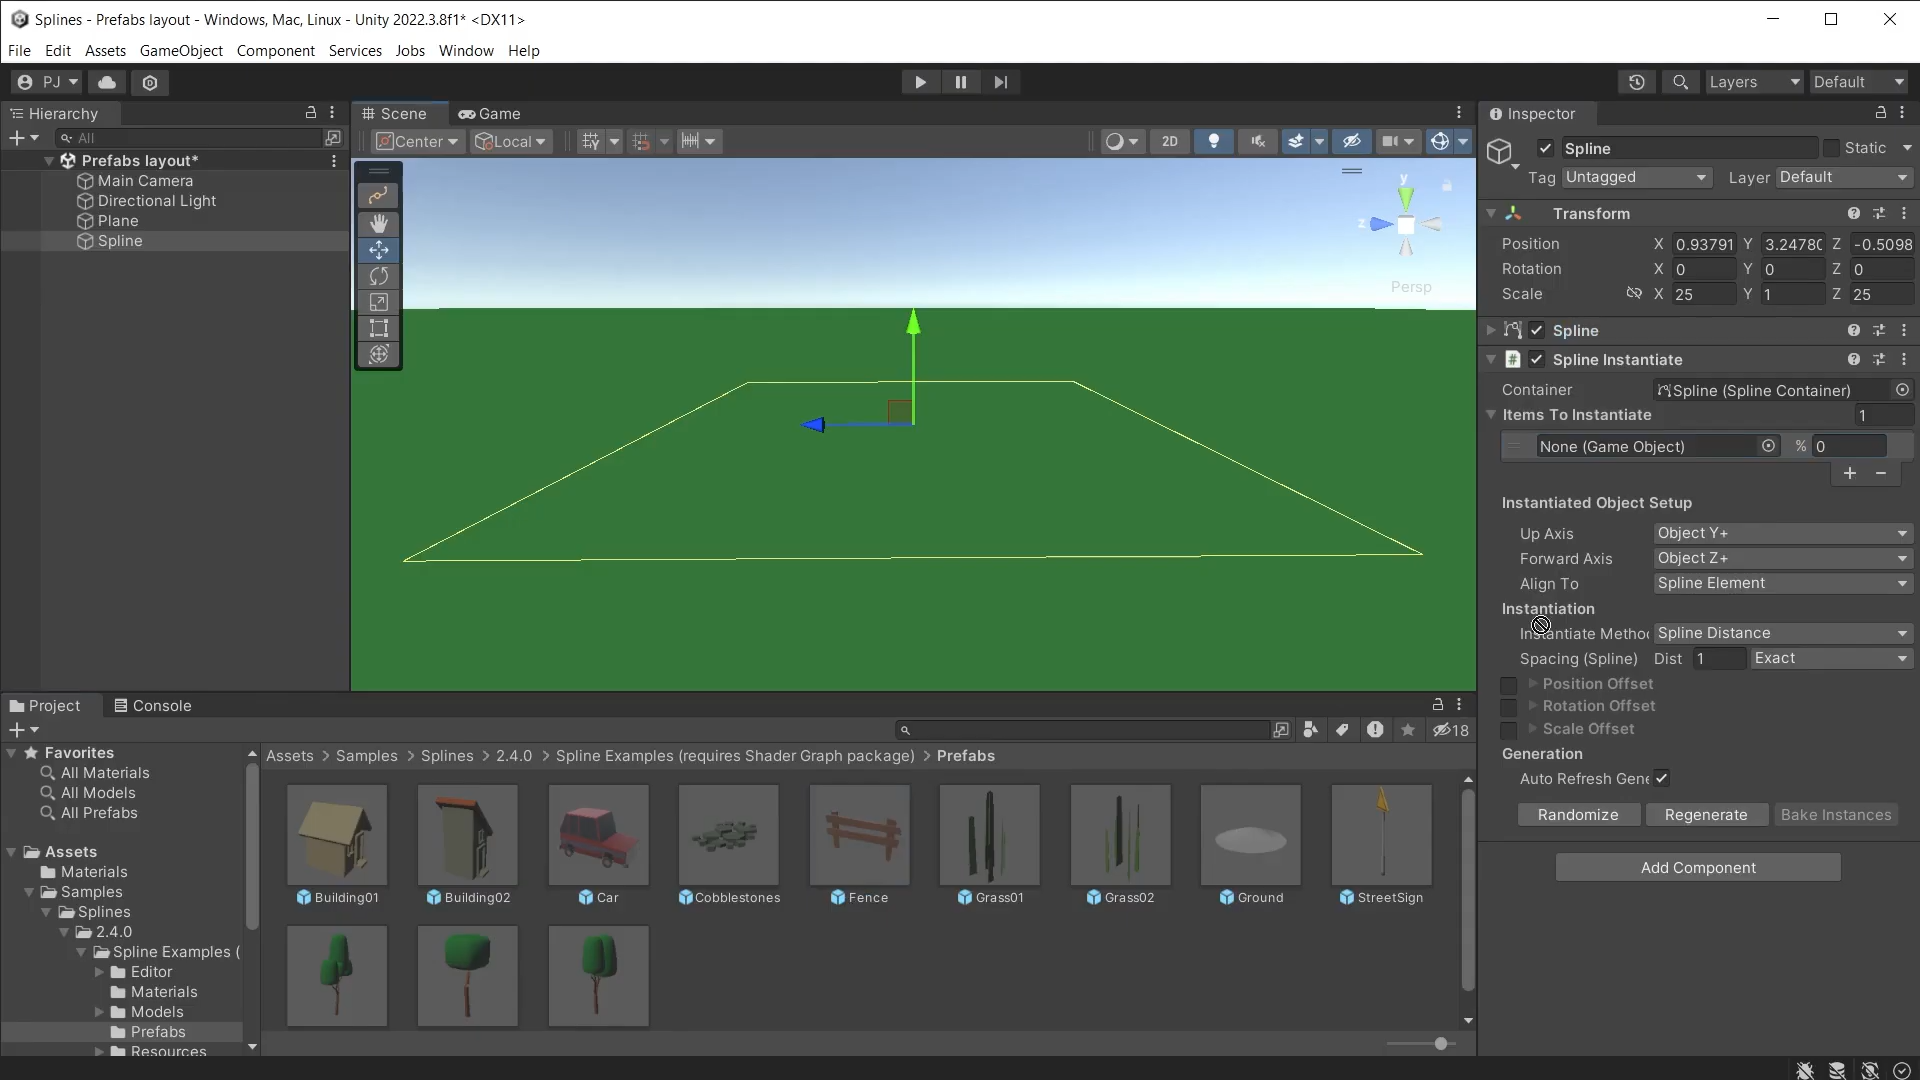 Splines - Prefabs layout - Windows, Mac, Linux - Unity 2022.3.8f1* <DX11>
File Edit Assets GameObject Component Services Jobs Window Help
PJ Layers Default
Hierarchy
All
Prefabs layout*
Main Camera
Directional Light
Plane
Spline
Scene Game
Center Local 2D
y
z
Persp
Inspector
Spline Static
Tag Untagged Layer Default
Transform
Position X 0.93791 Y 3.2478( Z -0.5098
Rotation X 0 Y 0 Z 0
Scale X 25 Y 1 Z 25
Spline
# Spline Instantiate
Container Spline (Spline Container)
Items To Instantiate 1
None (Game Object) % 0
+ −
Instantiated Object Setup
Up Axis Object Y+
Forward Axis Object Z+
Align To Spline Element
Instantiation
Instantiate Metho Spline Distance
Spacing (Spline) Dist 1 Exact
Position Offset
Rotation Offset
Scale Offset
Generation
Auto Refresh Gene
Randomize Regenerate Bake Instances
Add Component
Project Console
18
Favorites
All Materials
All Models
All Prefabs
Assets
Materials
Samples
Splines
2.4.0
Spline Examples (
Editor
Materials
Models
Prefabs
Resources
Assets > Samples > Splines > 2.4.0 > Spline Examples (requires Shader Graph package) > Prefabs
Building01 Building02 Car Cobblestones Fence Grass01 Grass02 Ground StreetSign